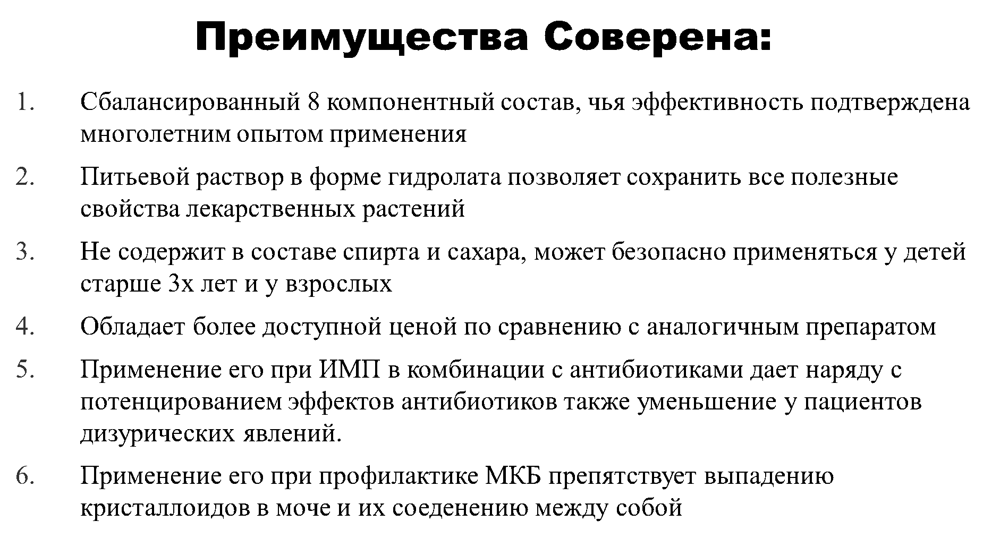 Преимущества Соверена:
1. Сбалансированный 8 компонентный состав, чья эффективность подтверждена
многолетним опытом применения
2. Питьевой раствор в форме гидролата позволяет сохранить все полезные
свойства лекарственных растений
3. Не содержит в составе спирта и сахара, может безопасно применяться у детей
старше 3х лет и у взрослых
4. Обладает более доступной ценой по сравнению с аналогичным препаратом
5. Применение его при ИМП в комбинации с антибиотиками дает наряду с
потенцированием эффектов антибиотиков также уменьшение у пациентов
дизурических явлений.
6. Применение его при профилактике МКБ препятствует выпадению
кристаллоидов в моче и их соеденению между собой